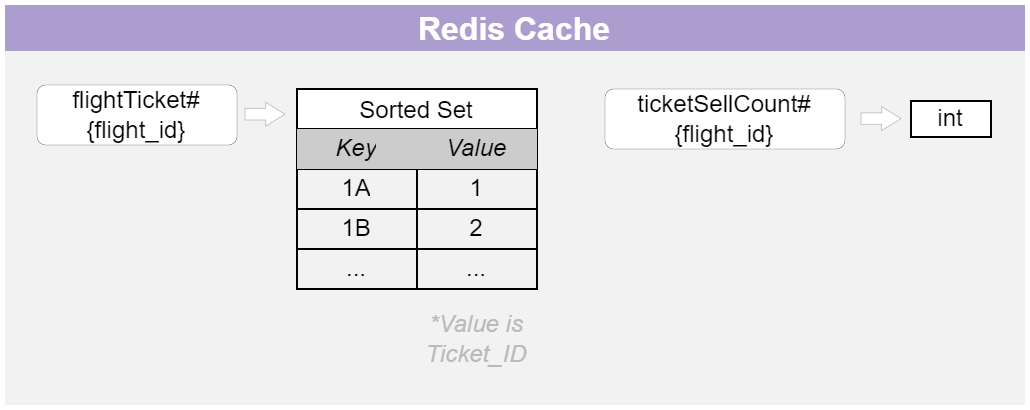 Redis Cache
flightTicket#
{flight_id}
Sorted Set
Key Value
1A 1
1B 2
... ...
*Value is
Ticket_ID
ticketSellCount#
{flight_id}
int